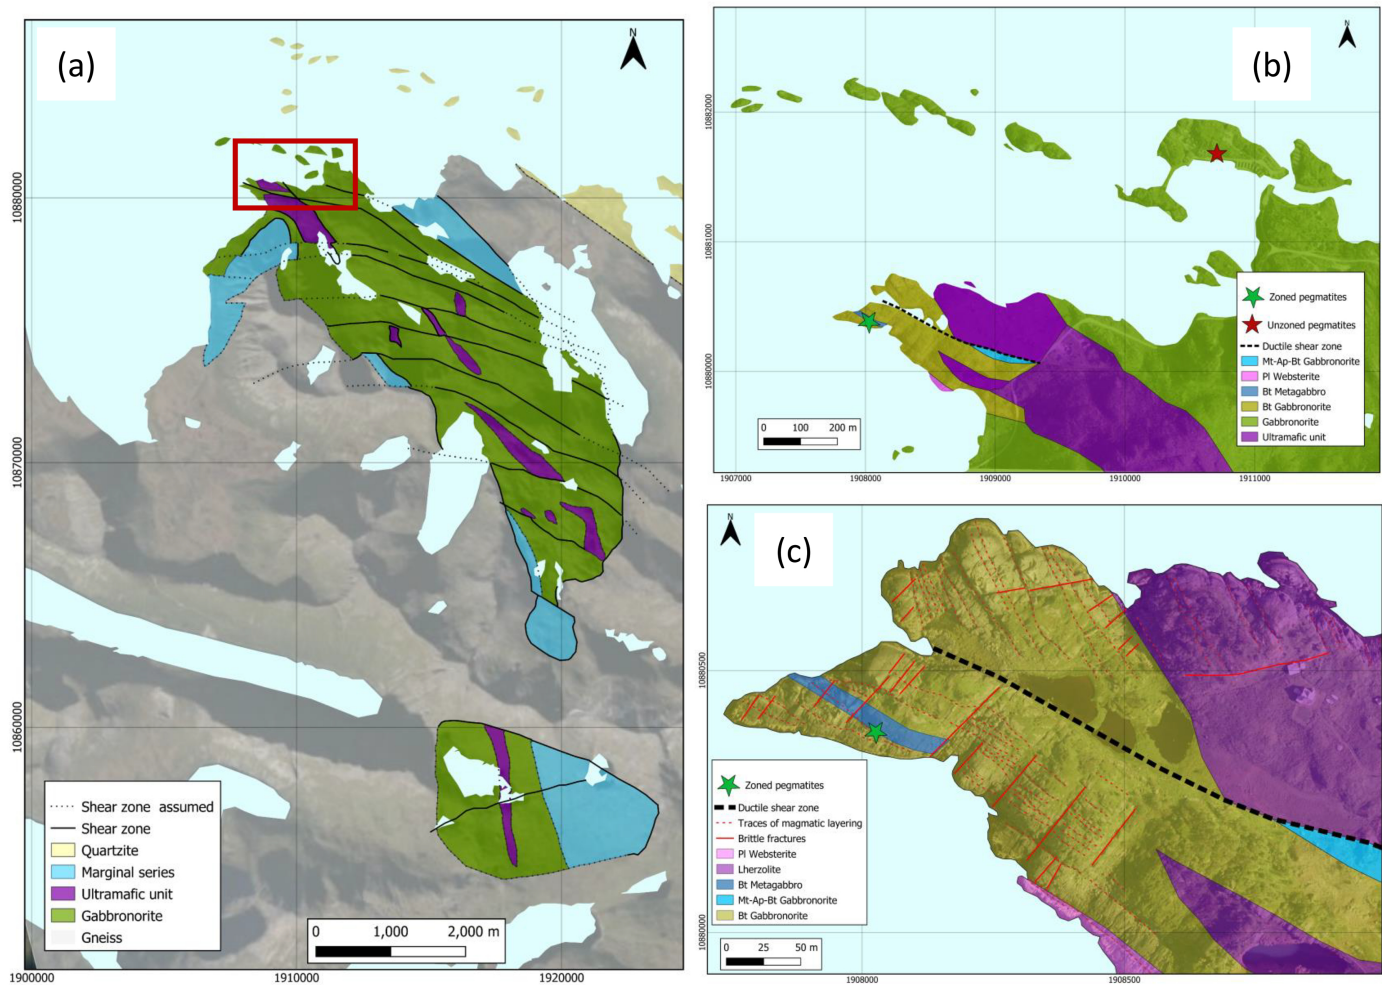 (a)
N
10880000
10870000
10860000
Shear zone assumed
Shear zone
Quartzite
Marginal series
Ultramafic unit
Gabbronorite
Gneiss
0 1,000 2,000 m
1900000 1910000 1920000
(b)
N
10882000
10881000
10880000
Zoned pegmatites
Unzoned pegmatites
Ductile shear zone
Mt-Ap-Bt Gabbronorite
Pl Websterite
Bt Metagabbro
Bt Gabbronorite
Gabbronorite
Ultramafic unit
0 100 200 m
1907000 1908000 1909000 1910000 1911000
N
(c)
10880500
10880000
Zoned pegmatites
Ductile shear zone
Traces of magmatic layering
Brittle fractures
Pl Websterite
Lherzolite
Bt Metagabbro
Mt-Ap-Bt Gabbronorite
Bt Gabbronorite
0 25 50 m
1908000 1908500